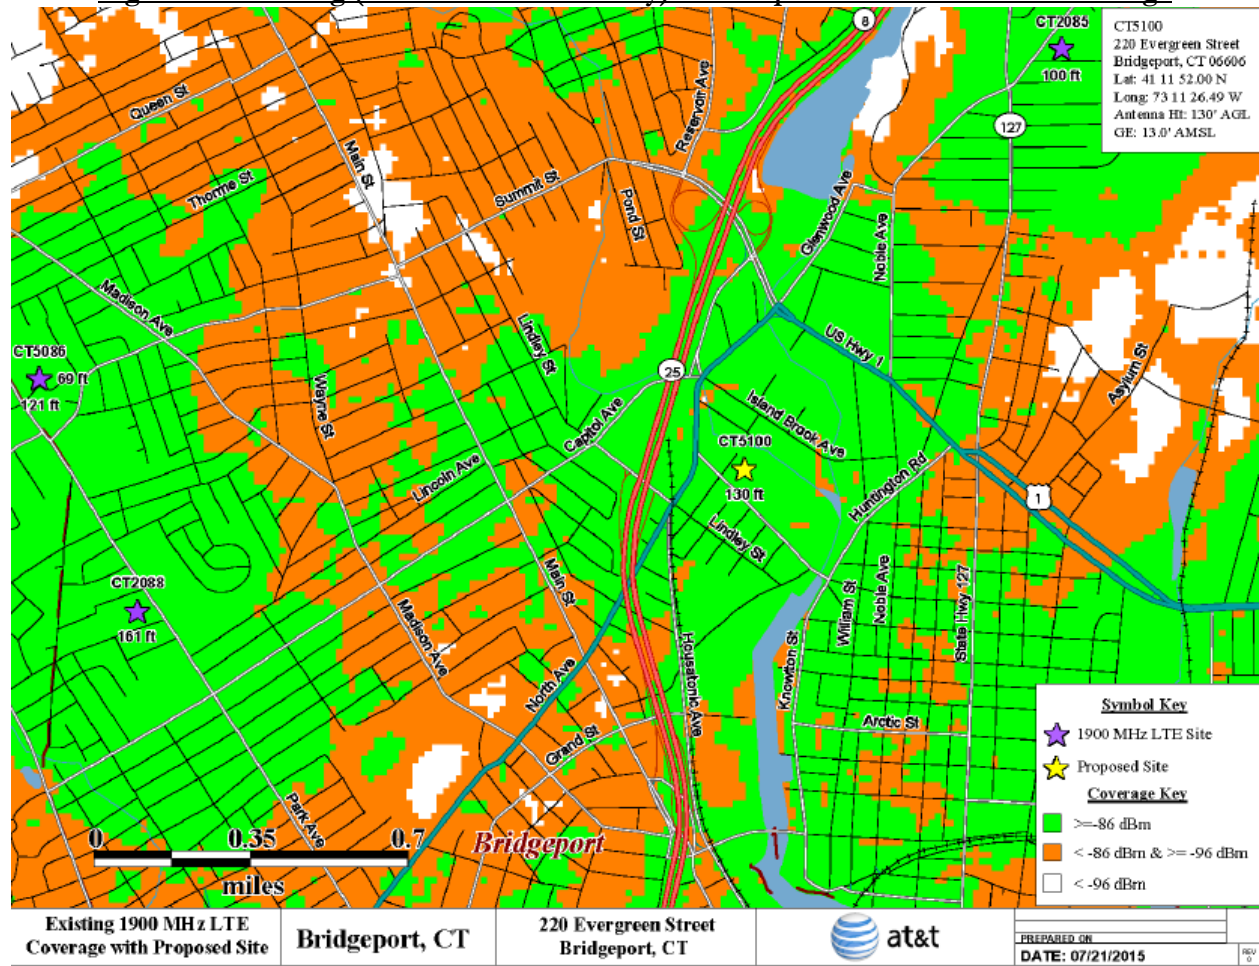 8
CT2085
100 ft
CT5100
220 Evergreen Street
Bridgeport, CT 06606
Lat: 41 11 52.00 N
Long: 73 11 26.49 W
Antenna Ht: 130' AGL
GE: 13.0' AMSL
127
Queen St
Main St
Reservoir Ave
Thorme St
Summit St
Pond St
Glenwood Ave
Noble Ave
Madison Ave
Lindley St
US Hwy 1
CT5086
69 ft
121 ft
25
Wayne St
Capitol Ave
Island Brook Ave
Asylum St
CT5100
130 ft
Lincoln Ave
Huntington Rd
1
Lindley St
CT2088
161 ft
Main St
Madison Ave
William St
Noble Ave
State Hwy 127
North Ave
Housatonic Ave
Knowlton St
Arctic St
Grand St
Park Ave
Bridgeport
0 0.35 0.7
miles
Symbol Key
1900 MHz LTE Site
Proposed Site
Coverage Key
>=-86 dBm
< -86 dBm & >= -96 dBm
< -96 dBm
Existing 1900 MHz LTE
Coverage with Proposed Site
Bridgeport, CT
220 Evergreen Street
Bridgeport, CT
at&t
PREPARED ON
DATE: 07/21/2015
REV